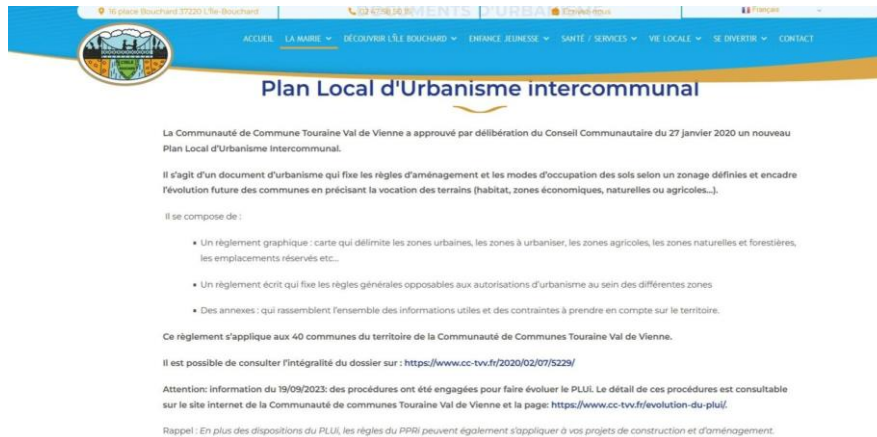 16 place Bouchard 37220 L'Île-Bouchard
Français
ACCUEIL LA MAIRIE DÉCOUVRIR L'ÎLE BOUCHARD ENFANCE JEUNESSE SANTÉ / SERVICES VIE LOCALE SE DIVERTIR CONTACT
Plan Local d'Urbanisme intercommunal
La Communauté de Commune Touraine Val de Vienne a approuvé par délibération du Conseil Communautaire du 27 janvier 2020 un nouveau
Plan Local d'Urbanisme Intercommunal.
Il s'agit d'un document d'urbanisme qui fixe les règles d'aménagement et les modes d'occupation des sols selon un zonage définies et encadre
l'évolution future des communes en précisant la vocation des terrains (habitat, zones économiques, naturelles ou agricoles...).
Il se compose de :
• Un règlement graphique : carte qui délimite les zones urbaines, les zones à urbaniser, les zones agricoles, les zones naturelles et forestières,
les emplacements réservés etc...
• Un règlement écrit qui fixe les règles générales opposables aux autorisations d'urbanisme au sein des différentes zones
• Des annexes : qui rassemblent l'ensemble des informations utiles et des contraintes à prendre en compte sur le territoire.
Ce règlement s'applique aux 40 communes du territoire de la Communauté de Communes Touraine Val de Vienne.
Il est possible de consulter l'intégralité du dossier sur : https://www.cc-tvv.fr/2020/02/07/5229/
Attention: information du 19/09/2023: des procédures ont été engagées pour faire évoluer le PLUi. Le détail de ces procédures est consultable
sur le site internet de la Communauté de communes Touraine Val de Vienne et la page: https://www.cc-tvv.fr/evolution-du-plui/.
Rappel : En plus des dispositions du PLUi, les règles du PPRI peuvent également s'appliquer à vos projets de construction et d'aménagement.